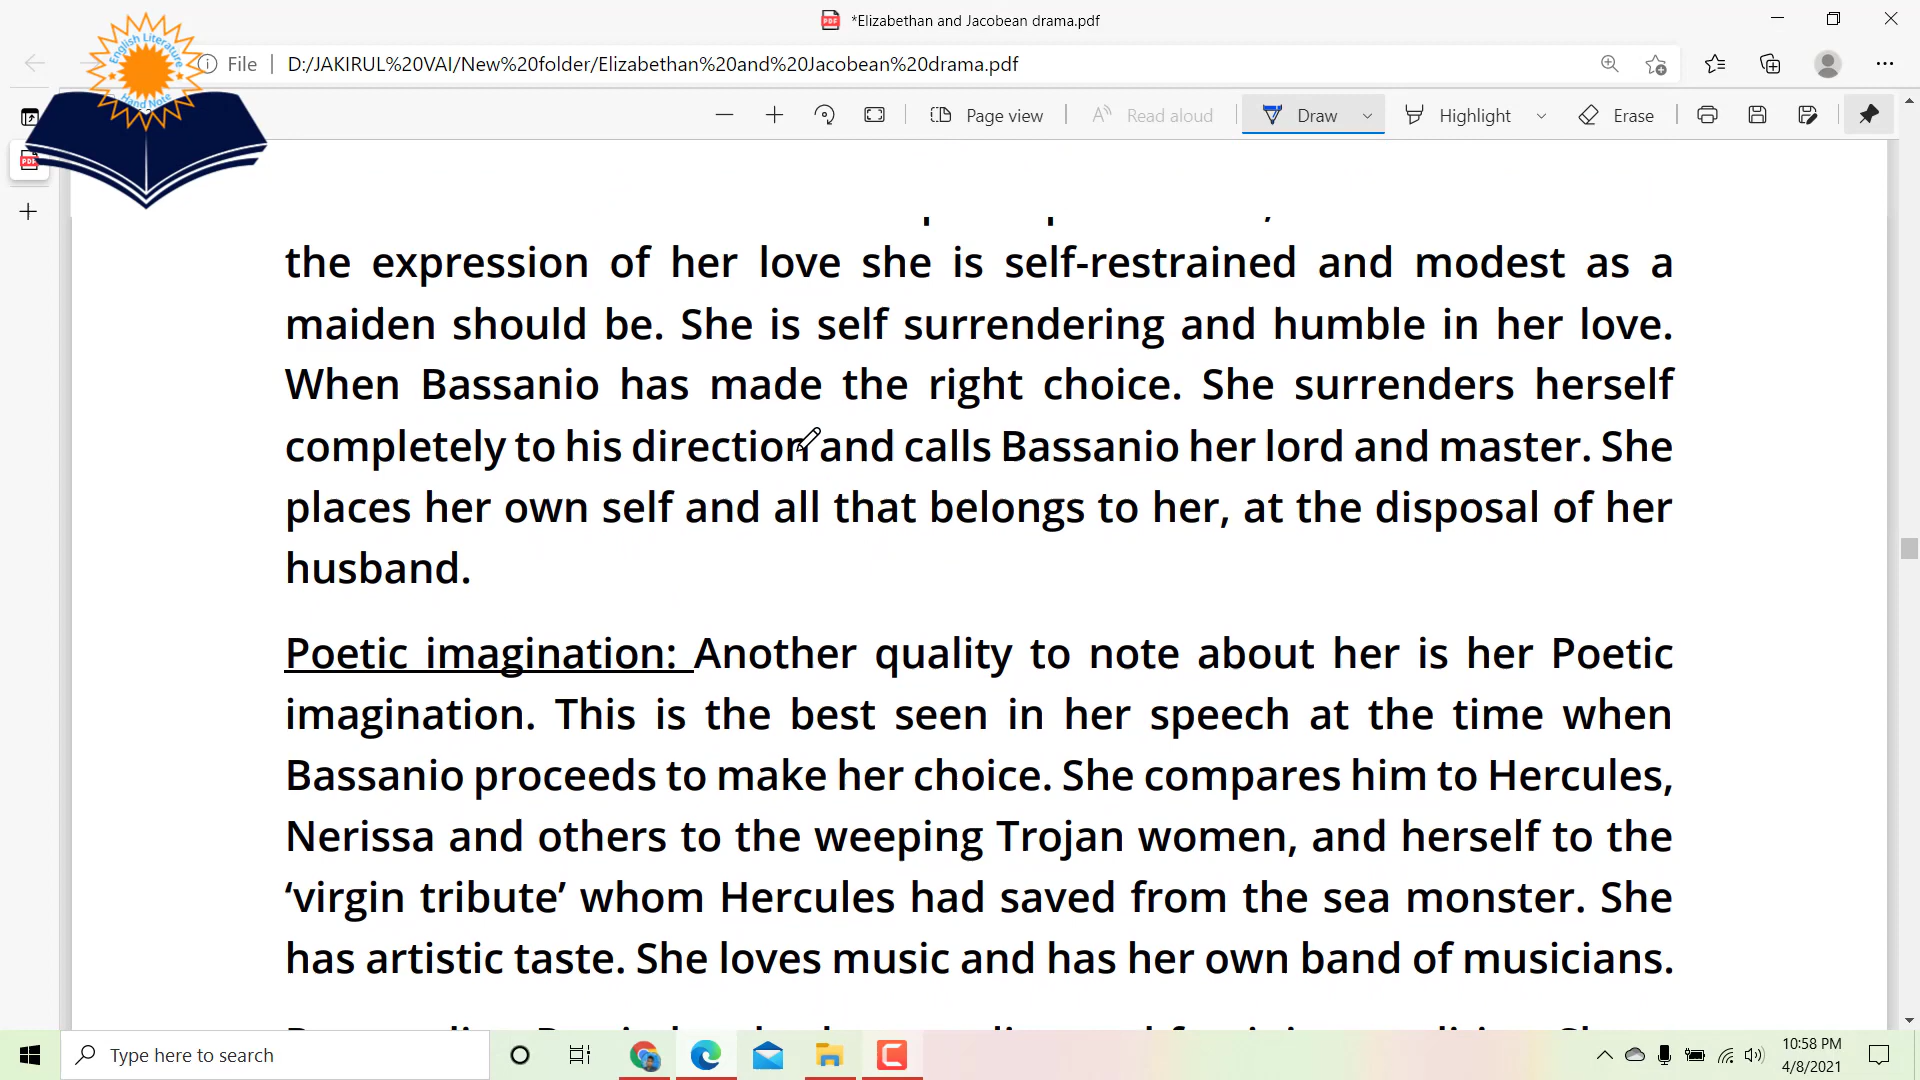 *Elizabethan and Jacobean drama.pdf
English Literature
Hand Note
File
D:/JAKIRUL%20VAI/New%20folder/Elizabethan%20and%20Jacobean%20drama.pdf
Page view
Read aloud
Draw
Highlight
Erase
the expression of her love she is self-restrained and modest as a
maiden should be. She is self surrendering and humble in her love.
When Bassanio has made the right choice. She surrenders herself
completely to his direction and calls Bassanio her lord and master. She
places her own self and all that belongs to her, at the disposal of her
husband.
Poetic imagination: Another quality to note about her is her Poetic
imagination. This is the best seen in her speech at the time when
Bassanio proceeds to make her choice. She compares him to Hercules,
Nerissa and others to the weeping Trojan women, and herself to the
‘virgin tribute’ whom Hercules had saved from the sea monster. She
has artistic taste. She loves music and has her own band of musicians.
Type here to search
10:58 PM
4/8/2021